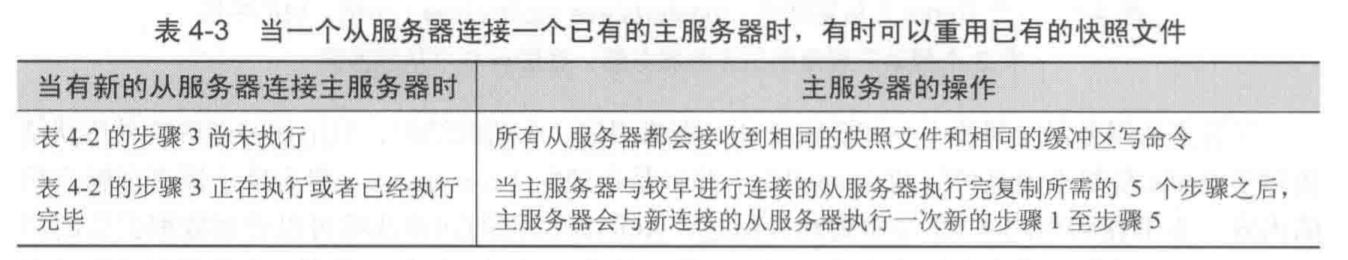 表 4-3 当一个从服务器连接一个已有的主服务器时，有时可以重用已有的快照文件
当有新的从服务器连接主服务器时 主服务器的操作
表 4-2 的步骤 3 尚未执行 所有从服务器都会接收到相同的快照文件和相同的缓冲区写命令
表 4-2 的步骤 3 正在执行或者已经执行 当主服务器与较早进行连接的从服务器执行完复制所需的 5 个步骤之后，
完毕 主服务器会与新连接的从服务器执行一次新的步骤 1 至步骤 5